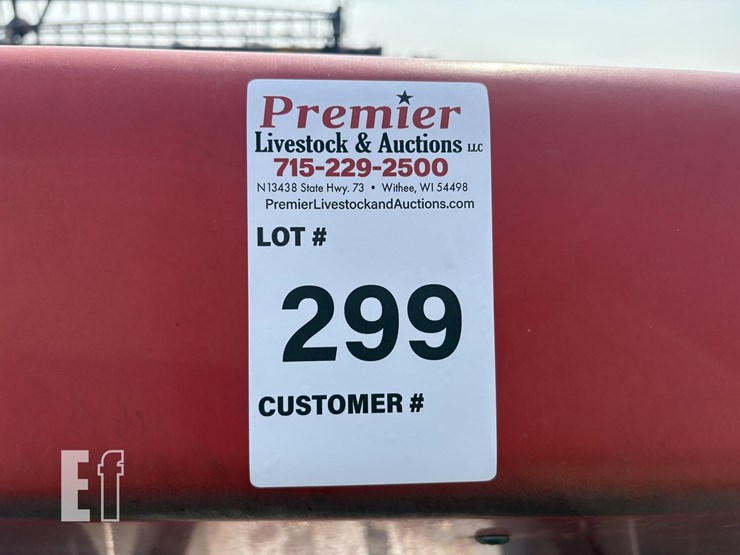 Premier
Livestock & Auctions LLC
715-229-2500
N13438 State Hwy. 73 • Withee, WI 54498
PremierLivestockandAuctions.com
LOT #
299
CUSTOMER #
Ef